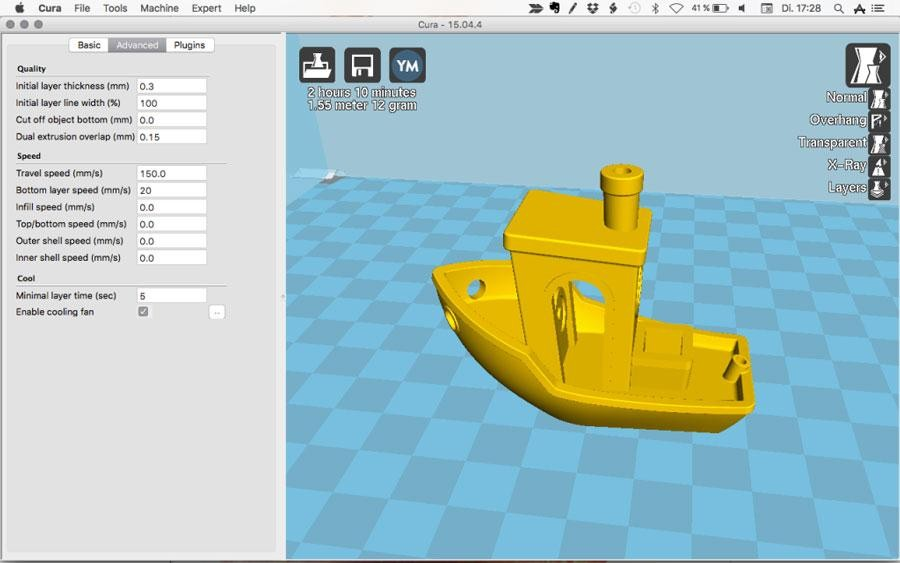 Cura File Tools Machine Expert Help 41 % Di. 17:28
Cura - 15.04.4
Basic Advanced Plugins
Quality
Initial layer thickness (mm) 0.3
Initial layer line width (%) 100
Cut off object bottom (mm) 0.0
Dual extrusion overlap (mm) 0.15
Speed
Travel speed (mm/s) 150.0
Bottom layer speed (mm/s) 20
Infill speed (mm/s) 0.0
Top/bottom speed (mm/s) 0.0
Outer shell speed (mm/s) 0.0
Inner shell speed (mm/s) 0.0
Cool
Minimal layer time (sec) 5
Enable cooling fan ..
YM
2 hours 10 minutes
1.55 meter 12 gram
Normal
Overhang
Transparent
X-Ray
Layers